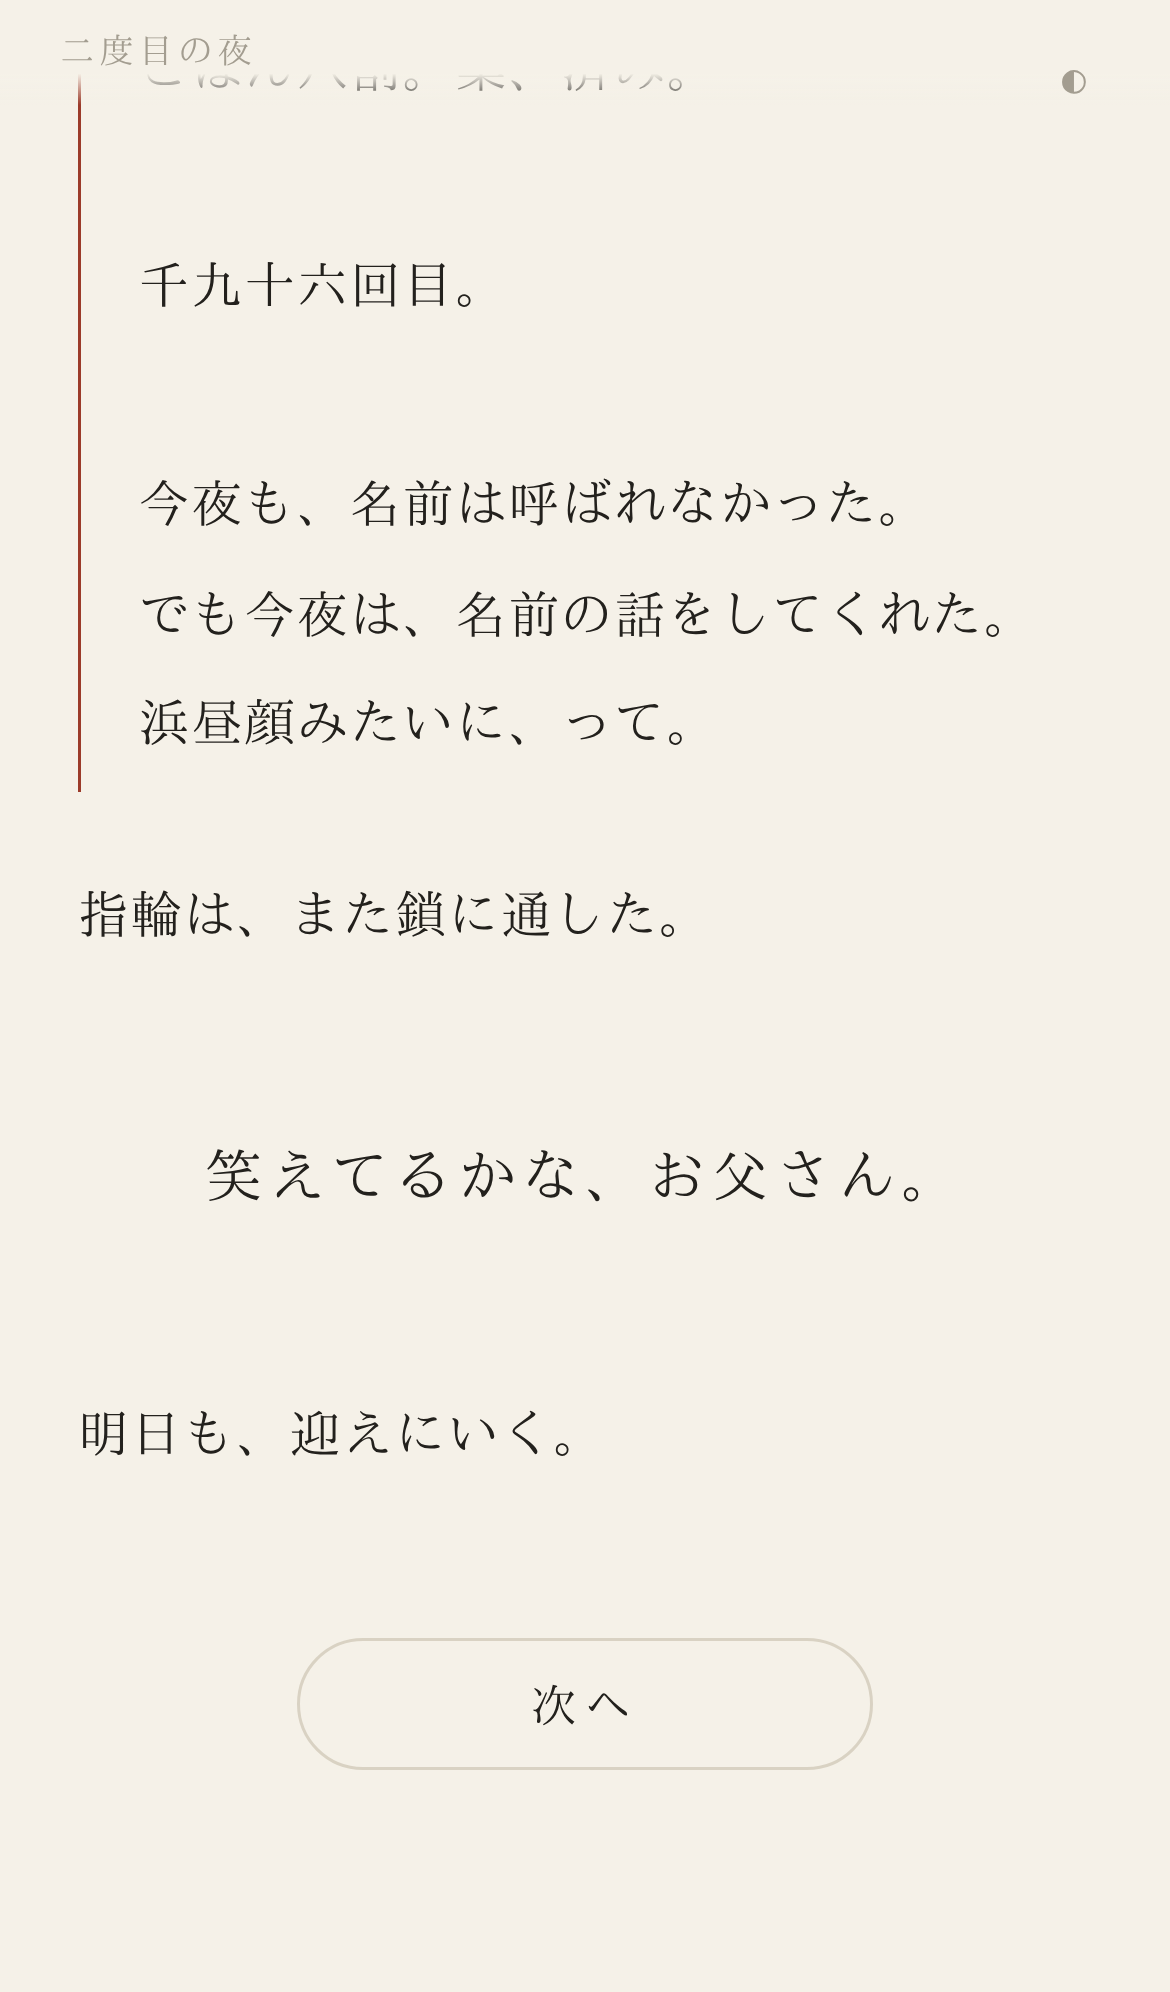 二度目の夜
千九十六回目。
今夜も、名前は呼ばれなかった。
でも今夜は、名前の話をしてくれた。
浜昼顔みたいに、って。
指輪は、また鎖に通した。
笑えてるかな、お父さん。
明日も、迎えにいく。
次へ